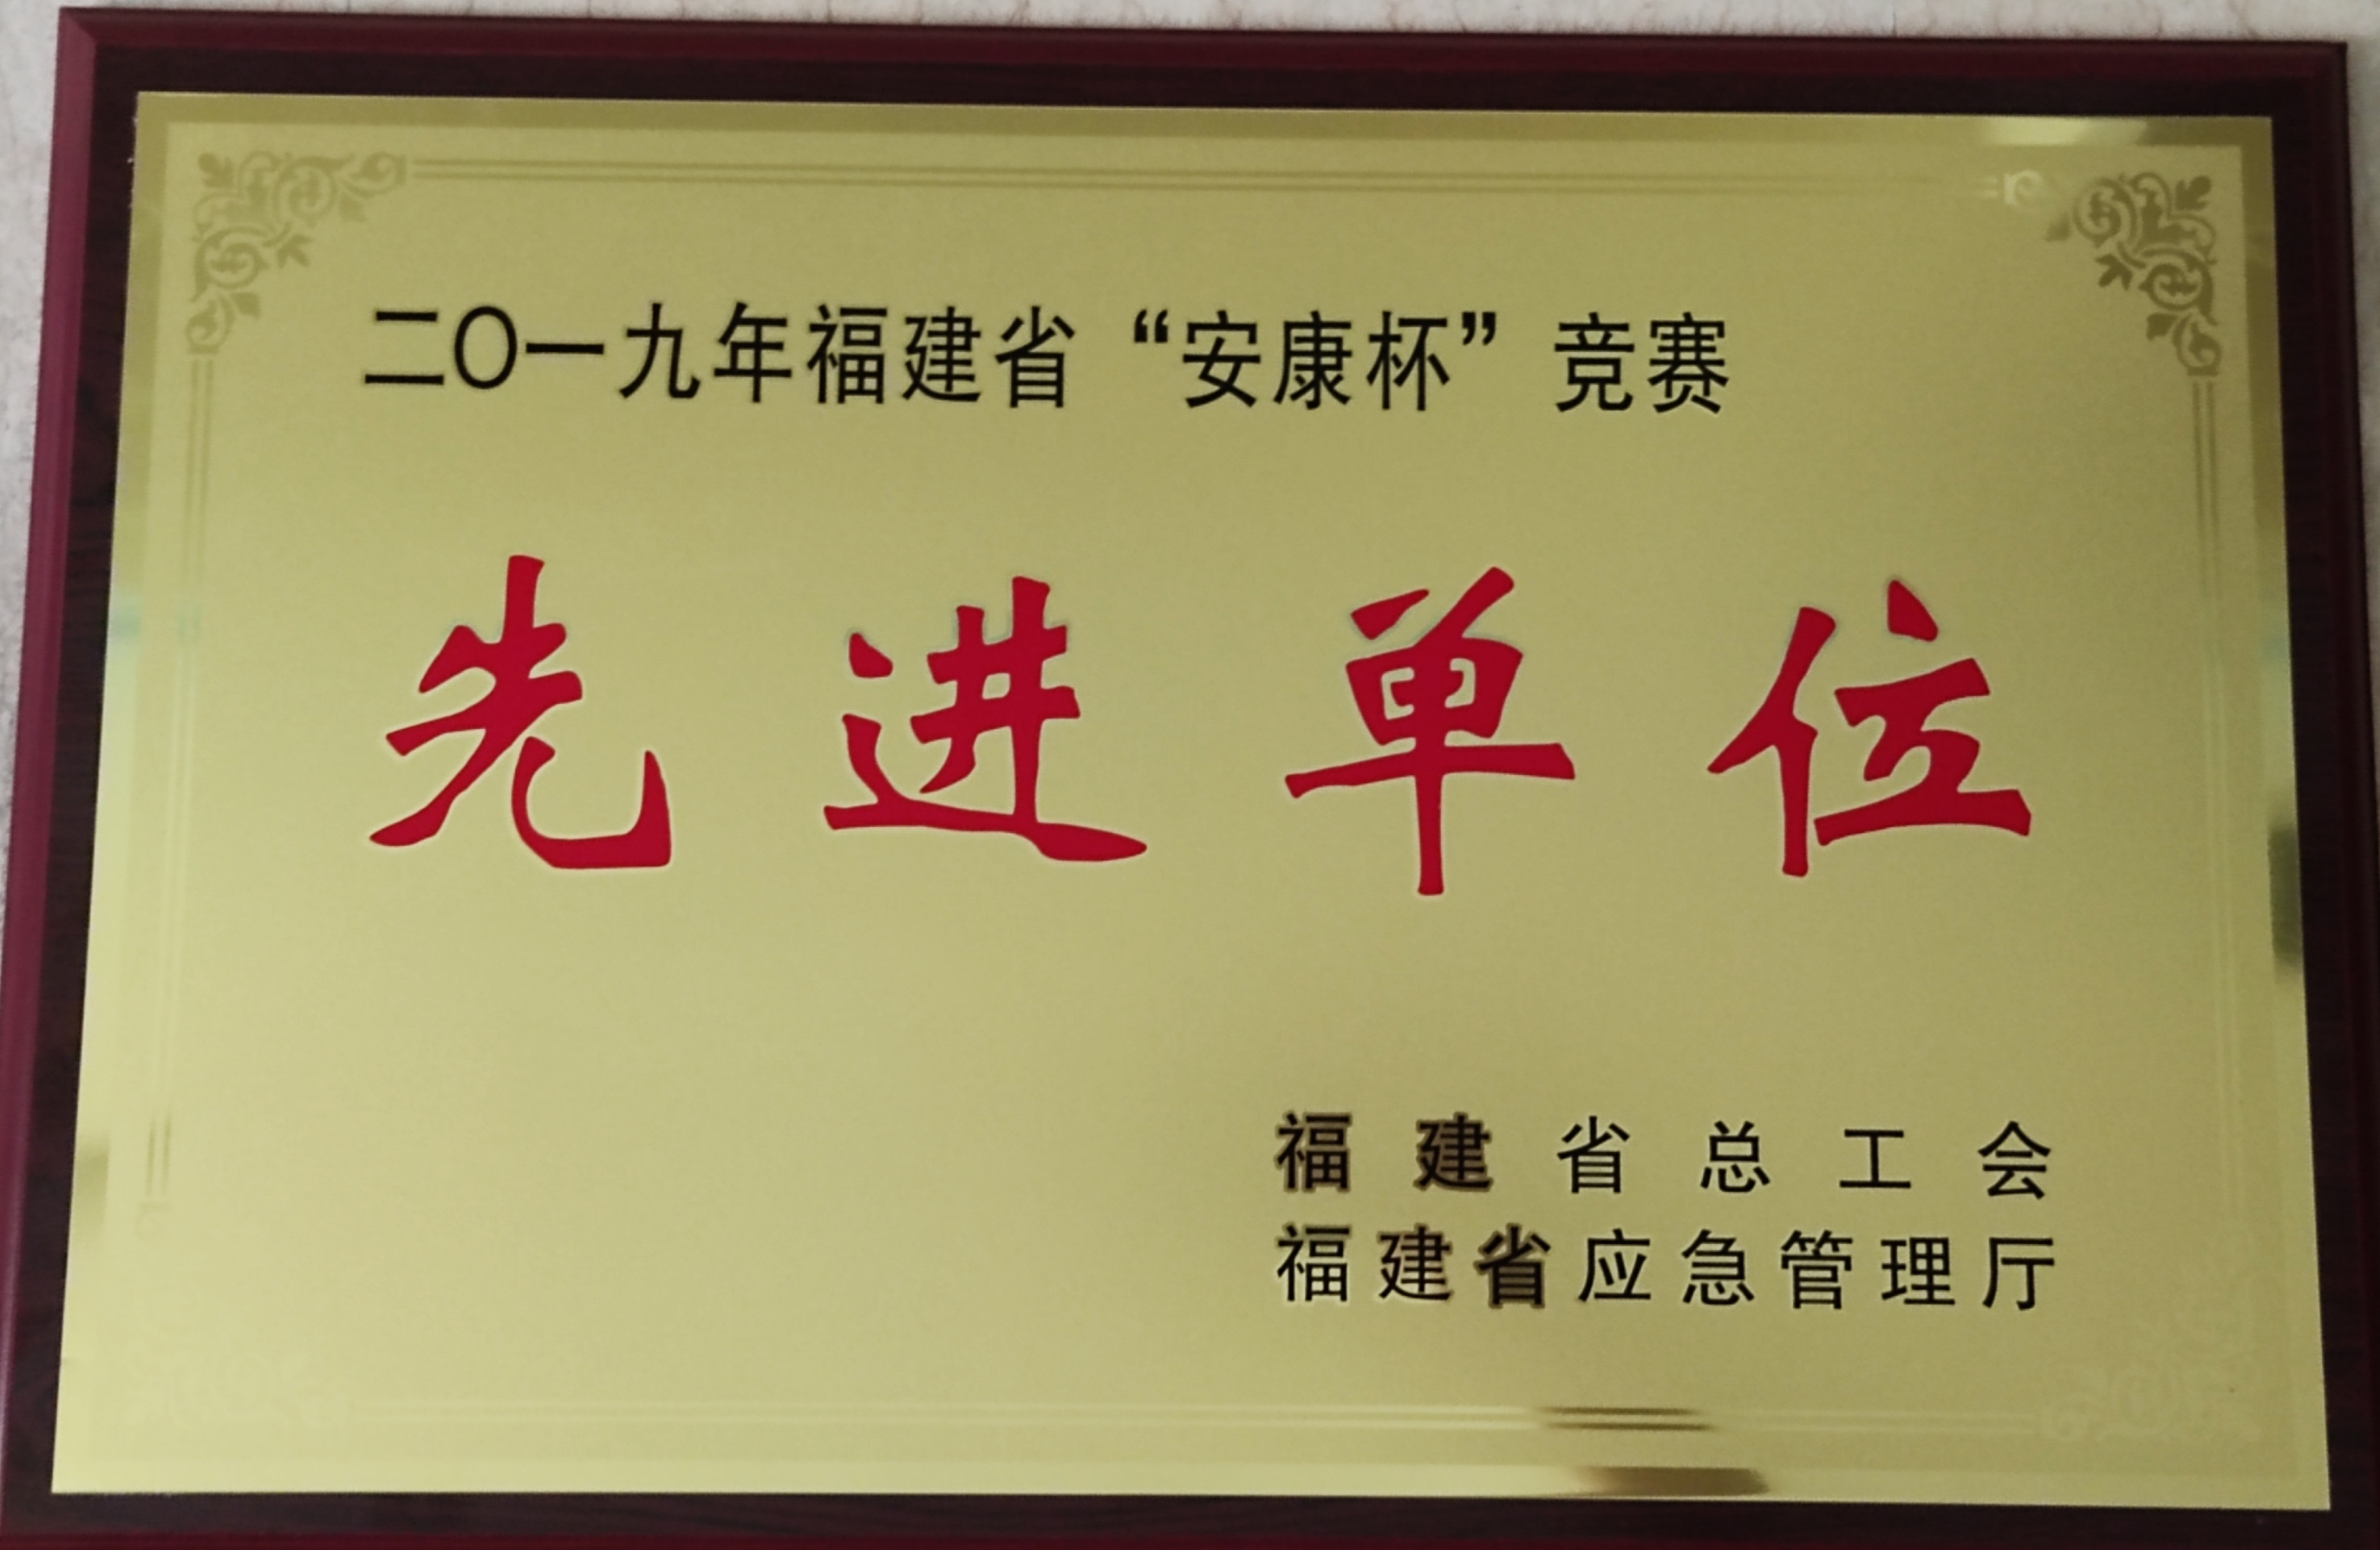 二〇一九年福建省“安康杯”竞赛
先进单位
福建省总工会
福建省应急管理厅